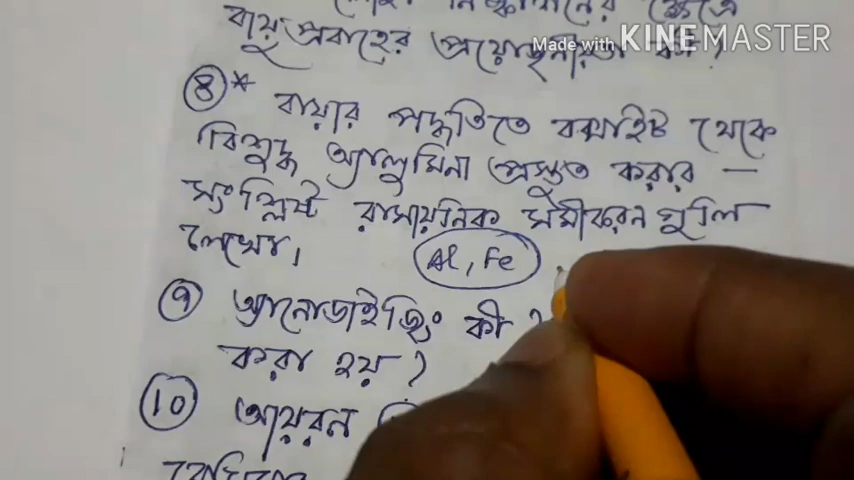 নিষ্কাশনের ক্ষেত্রে
বায়ুপ্রবাহের প্রয়োজনীয়তা কী?
Made with KINEMASTER
⑧* বায়ার পদ্ধতিতে বক্সাইট থেকে
বিশুদ্ধ অ্যালুমিনা প্রস্তুত করার —
সংশ্লিষ্ট রাসায়নিক সমীকরণ গুলি
লেখো।
Al, Fe
⑨ অ্যানোডাইজিং কী?
করা হয়?
⑩ আয়রন